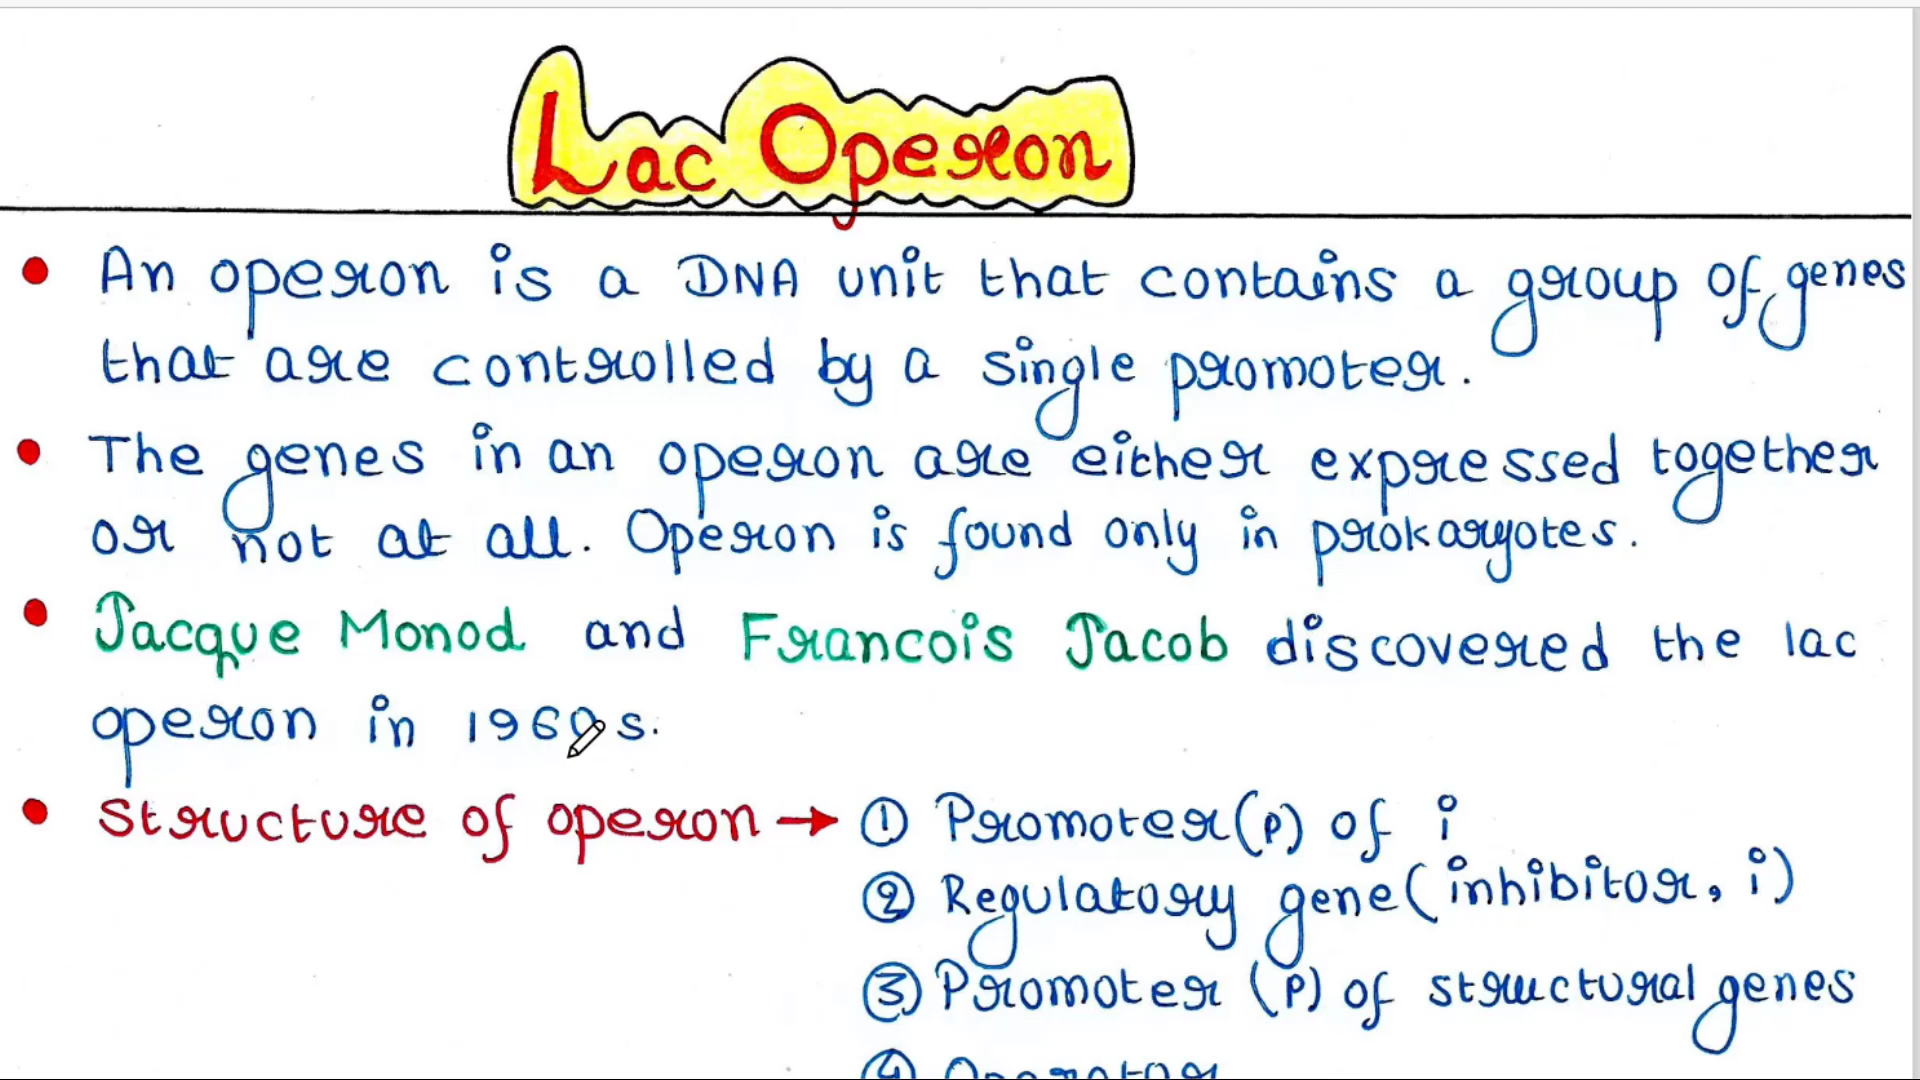 Lac Operon
• An operon is a DNA unit that contains a group of genes
that are controlled by a single promoter.
• The genes in an operon are either expressed together
or not at all. Operon is found only in prokaryotes.
• Jacque Monod and Francois Jacob discovered the lac
operon in 1960s.
• Structure of operon → ① Promoter (P) of i
② Regulatory gene (inhibitor, i)
③ Promoter (P) of structural genes
④ Operator